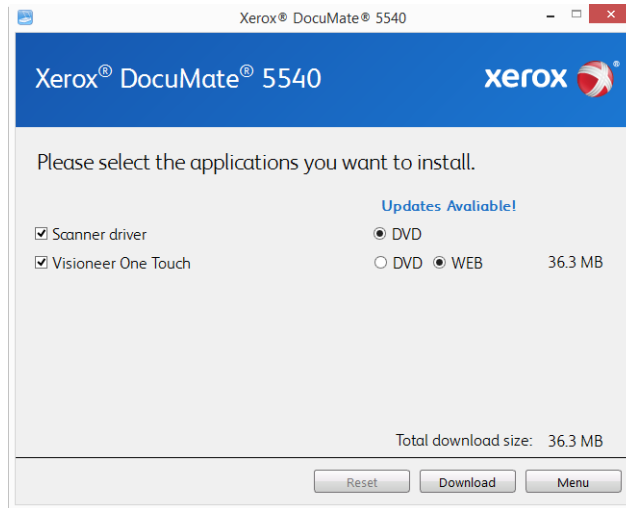 Xerox® DocuMate® 5540
Xerox® DocuMate® 5540 xerox®
Please select the applications you want to install.
Updates Avaliable!
Scanner driver DVD
Visioneer One Touch DVD WEB 36.3 MB
Total download size: 36.3 MB
Reset Download Menu